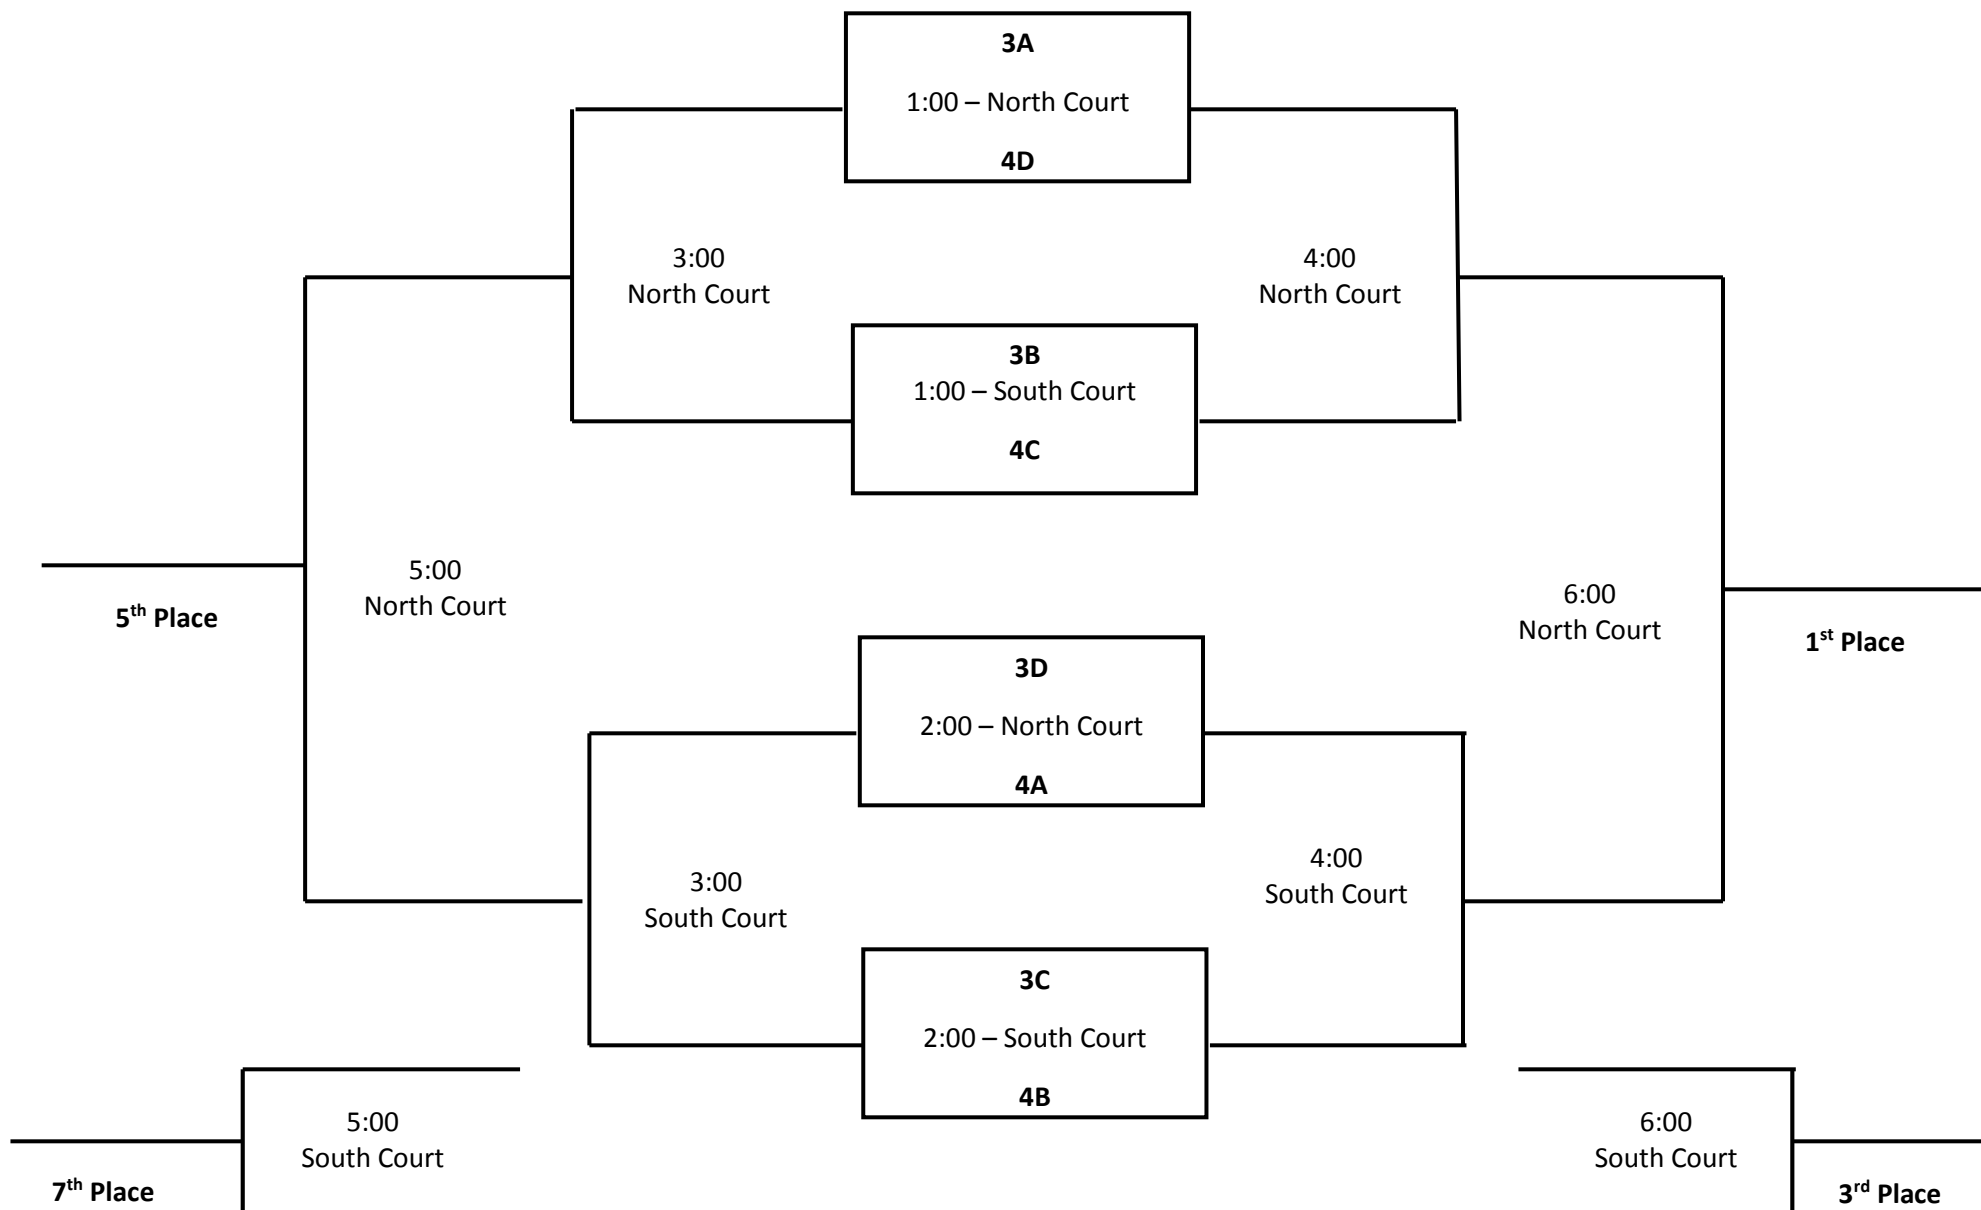 3A
1:00 – North Court
4D
3:00
North Court
4:00
North Court
3B
1:00 – South Court
4C
5:00
North Court
5th Place
6:00
North Court
1st Place
3D
2:00 – North Court
4A
3:00
South Court
4:00
South Court
3C
2:00 – South Court
4B
5:00
South Court
7th Place
6:00
South Court
3rd Place